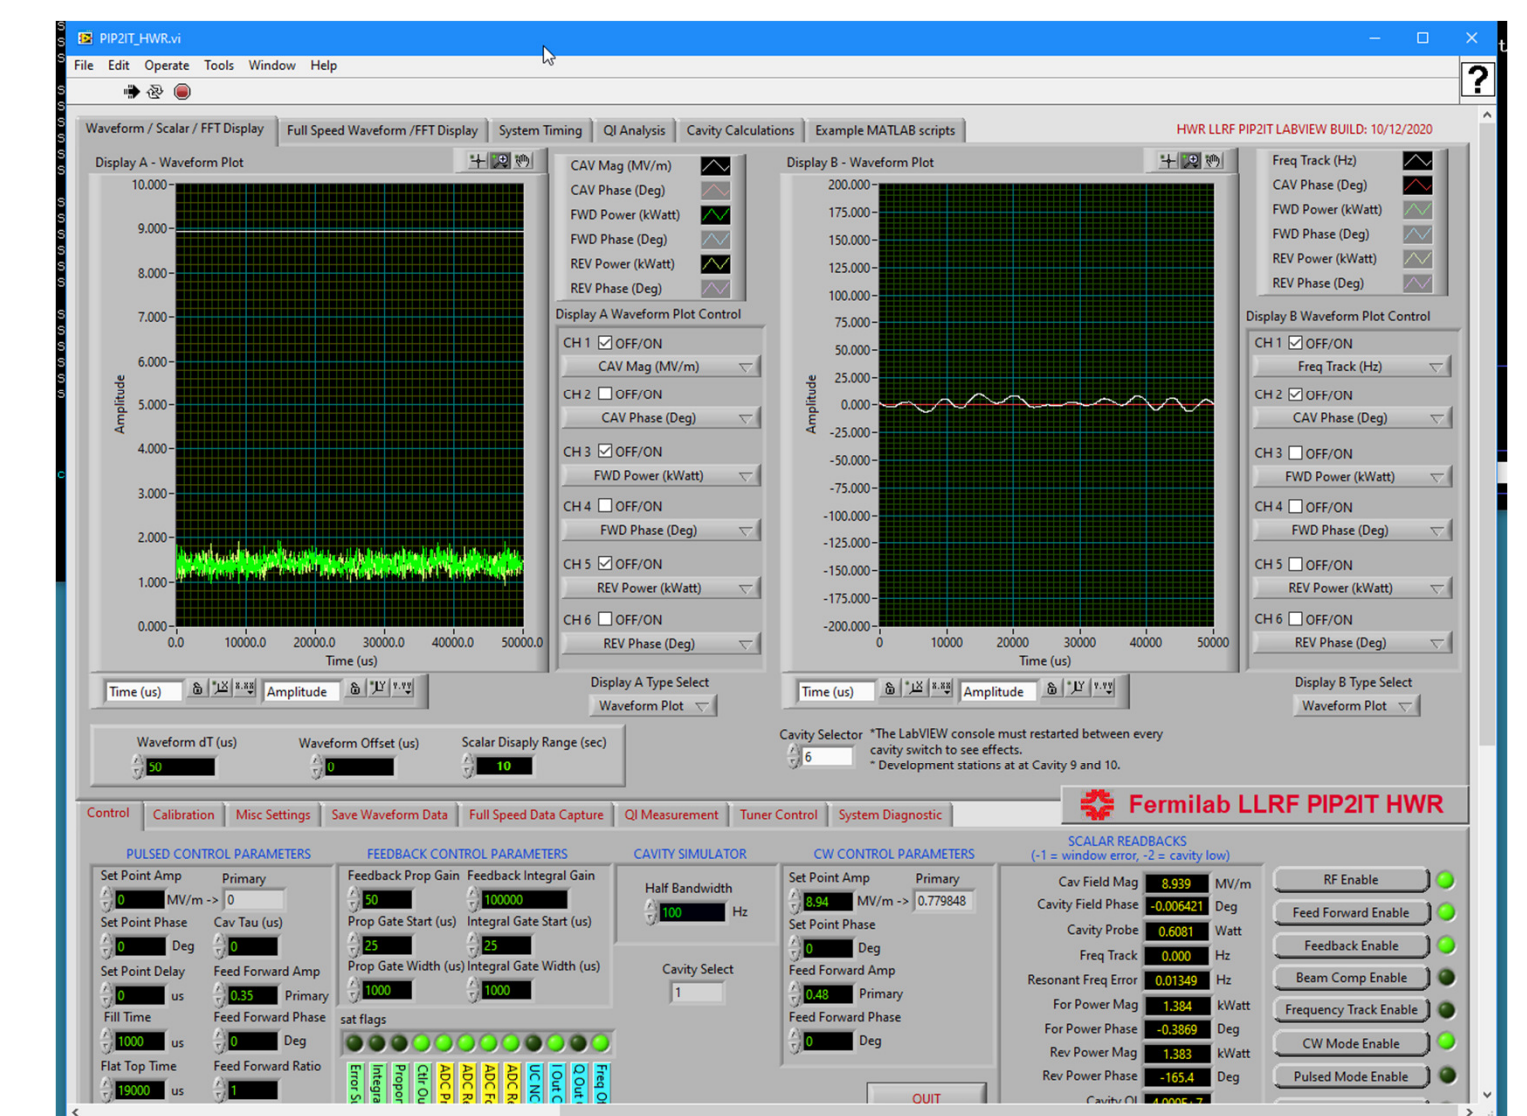 PIP2IT_HWR.vi
File Edit Operate Tools Window Help
?
Waveform / Scalar / FFT Display
Full Speed Waveform /FFT Display
System Timing
QI Analysis
Cavity Calculations
Example MATLAB scripts
HWR LLRF PIP2IT LABVIEW BUILD: 10/12/2020
Display A - Waveform Plot
10.000
9.000
8.000
7.000
6.000
5.000
4.000
3.000
2.000
1.000
0.000
Amplitude
0.0 10000.0 20000.0 30000.0 40000.0 50000.0
Time (us)
CAV Mag (MV/m)
CAV Phase (Deg)
FWD Power (kWatt)
FWD Phase (Deg)
REV Power (kWatt)
REV Phase (Deg)
Display A Waveform Plot Control
CH 1 OFF/ON
CAV Mag (MV/m)
CH 2 OFF/ON
CAV Phase (Deg)
CH 3 OFF/ON
FWD Power (kWatt)
CH 4 OFF/ON
FWD Phase (Deg)
CH 5 OFF/ON
REV Power (kWatt)
CH 6 OFF/ON
REV Phase (Deg)
Display A Type Select
Waveform Plot
Time (us)
Amplitude
Display B - Waveform Plot
200.000
175.000
150.000
125.000
100.000
75.000
50.000
25.000
0.000
-25.000
-50.000
-75.000
-100.000
-125.000
-150.000
-175.000
-200.000
Amplitude
0 10000 20000 30000 40000 50000
Time (us)
Freq Track (Hz)
CAV Phase (Deg)
FWD Power (kWatt)
FWD Phase (Deg)
REV Power (kWatt)
REV Phase (Deg)
Display B Waveform Plot Control
CH 1 OFF/ON
Freq Track (Hz)
CH 2 OFF/ON
CAV Phase (Deg)
CH 3 OFF/ON
FWD Power (kWatt)
CH 4 OFF/ON
FWD Phase (Deg)
CH 5 OFF/ON
REV Power (kWatt)
CH 6 OFF/ON
REV Phase (Deg)
Display B Type Select
Waveform Plot
Time (us)
Amplitude
Waveform dT (us)
50
Waveform Offset (us)
0
Scalar Disaply Range (sec)
10
Cavity Selector
6
*The LabVIEW console must restarted between every
cavity switch to see effects.
* Development stations at at Cavity 9 and 10.
Control
Calibration
Misc Settings
Save Waveform Data
Full Speed Data Capture
QI Measurement
Tuner Control
System Diagnostic
Fermilab LLRF PIP2IT HWR
PULSED CONTROL PARAMETERS
Set Point Amp Primary
0 MV/m -> 0
Set Point Phase Cav Tau (us)
0 Deg 0
Set Point Delay Feed Forward Amp
0 us 0.35 Primary
Fill Time Feed Forward Phase
1000 us 0 Deg
Flat Top Time Feed Forward Ratio
19000 us 1
FEEDBACK CONTROL PARAMETERS
Feedback Prop Gain Feedback Integral Gain
50 100000
Prop Gate Start (us) Integral Gate Start (us)
25 25
Prop Gate Width (us) Integral Gate Width (us)
1000 1000
sat flags
CAVITY SIMULATOR
Half Bandwidth
100 Hz
Cavity Select
1
CW CONTROL PARAMETERS
Set Point Amp Primary
8.94 MV/m -> 0.779848
Set Point Phase
0 Deg
Feed Forward Amp
0.48 Primary
Feed Forward Phase
0 Deg
QUIT
SCALAR READBACKS
(-1 = window error, -2 = cavity low)
Cav Field Mag 8.939 MV/m
Cavity Field Phase -0.006421 Deg
Cavity Probe 0.6081 Watt
Freq Track 0.000 Hz
Resonant Freq Error 0.01349 Hz
For Power Mag 1.384 kWatt
For Power Phase -0.3869 Deg
Rev Power Mag 1.383 kWatt
Rev Power Phase -165.4 Deg
RF Enable
Feed Forward Enable
Feedback Enable
Beam Comp Enable
Frequency Track Enable
CW Mode Enable
Pulsed Mode Enable